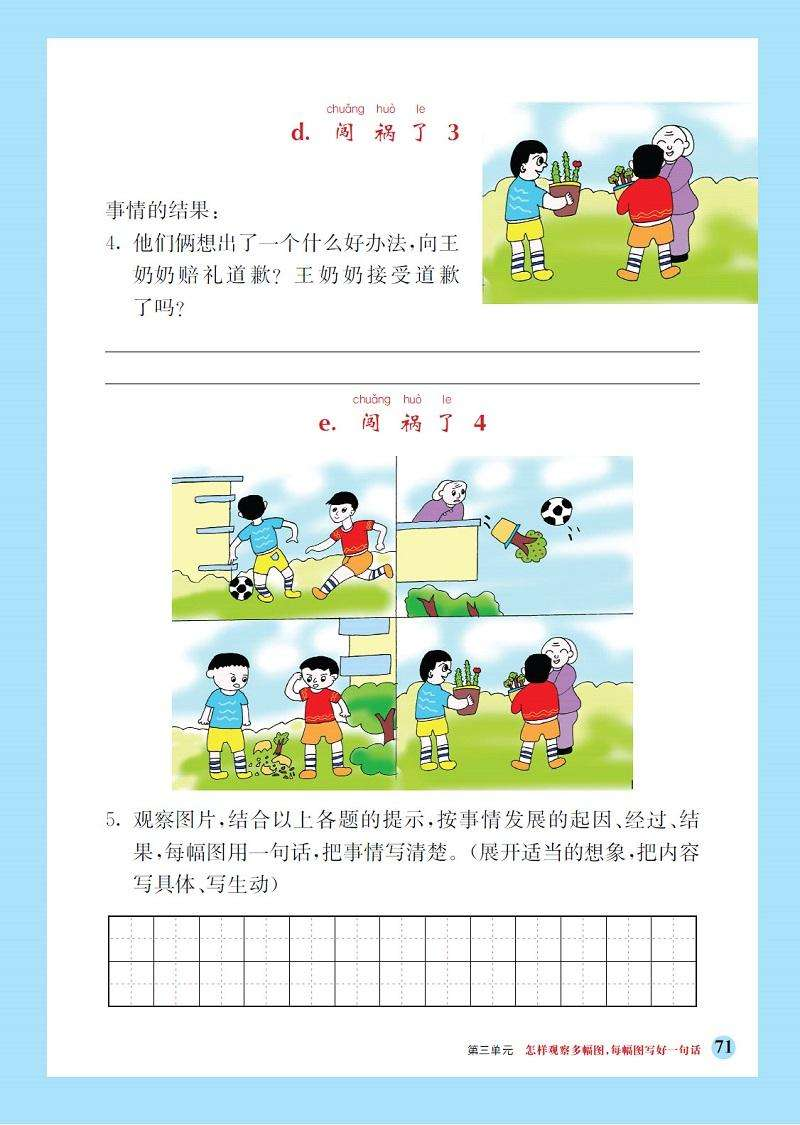 chuǎng huò le
d. 闯 祸 了 3
事情的结果：
4. 他们俩想出了一个什么好办法，向王
奶奶赔礼道歉？王奶奶接受道歉
了吗？
chuǎng huò le
e. 闯 祸 了 4
5. 观察图片，结合以上各题的提示，按事情发展的起因、经过、结
果，每幅图用一句话，把事情写清楚。（展开适当的想象，把内容
写具体、写生动）
第三单元 怎样观察多幅图，每幅图写好一句话 71